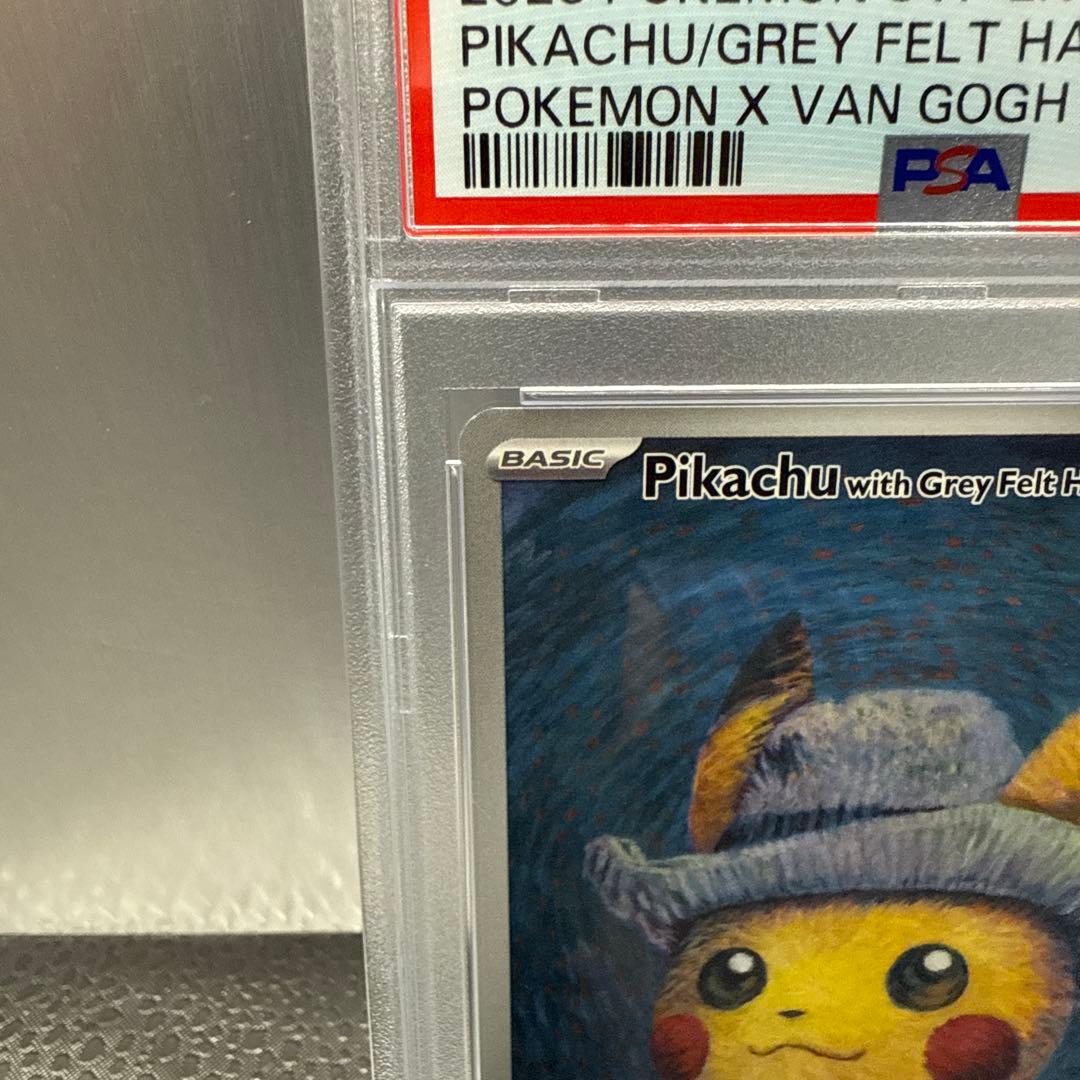 PIKACHU/GREY FELT HA
POKEMON X VAN GOGH
PSA
BASIC
Pikachu with Grey Felt H